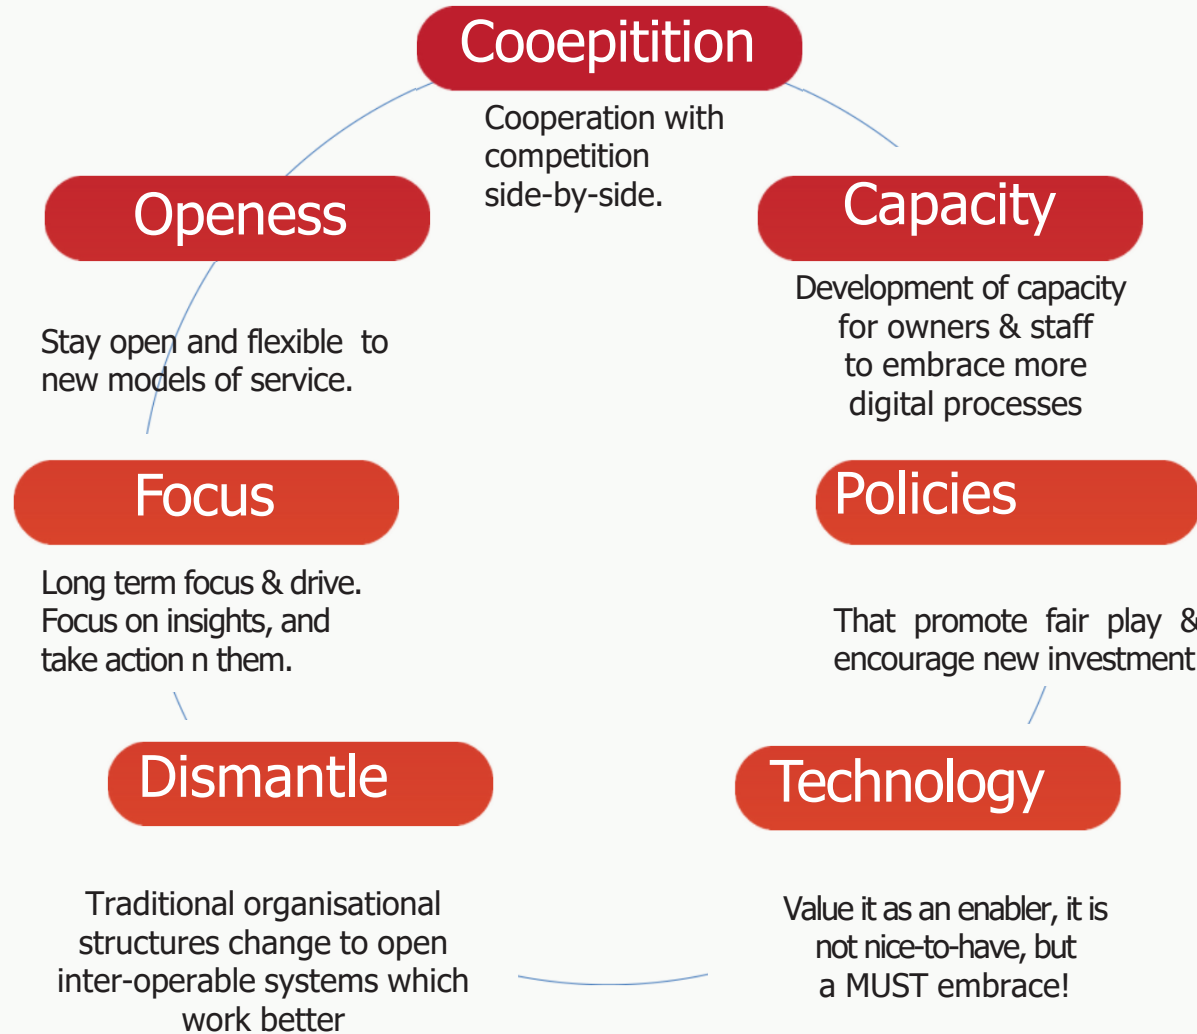 Cooepitition
Cooperation with
competition
side-by-side.
Capacity
Development of capacity
for owners & staff
to embrace more
digital processes
Policies
That promote fair play &
encourage new investment
Technology
Value it as an enabler, it is
not nice-to-have, but
a MUST embrace!
Dismantle
Traditional organisational
structures change to open
inter-operable systems which
work better
Focus
Long term focus & drive.
Focus on insights, and
take action n them.
Openess
Stay open and flexible to
new models of service.